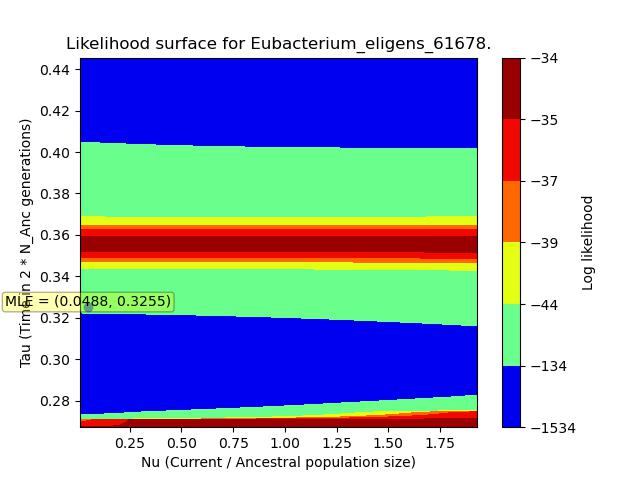 Likelihood surface for Eubacterium_eligens_61678.
Tau (Time in 2 * N_Anc generations)
0.44
0.42
0.40
0.38
0.36
0.34
0.32
0.30
0.28
MLE = (0.0488, 0.3255)
0.25 0.50 0.75 1.00 1.25 1.50 1.75
Nu (Current / Ancestral population size)
−34
−35
−37
−39
−44
−134
−1534
Log likelihood